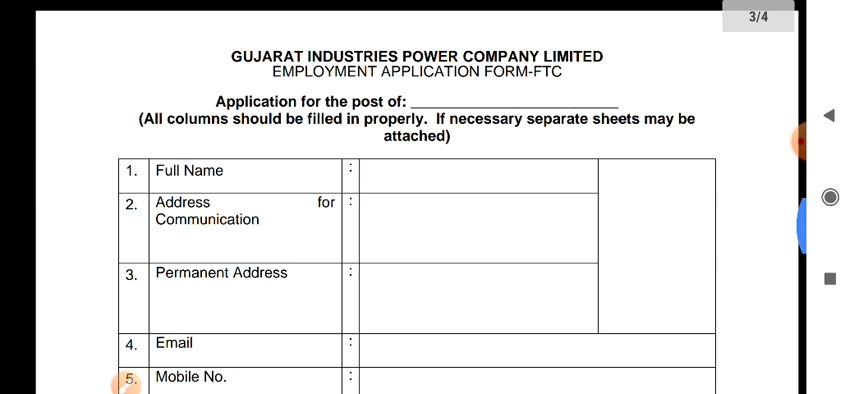 3/4
GUJARAT INDUSTRIES POWER COMPANY LIMITED
EMPLOYMENT APPLICATION FORM-FTC
Application for the post of: ____________________________
(All columns should be filled in properly. If necessary separate sheets may be
attached)
1. Full Name :
2. Address for :
Communication
3. Permanent Address :
4. Email :
5. Mobile No. :